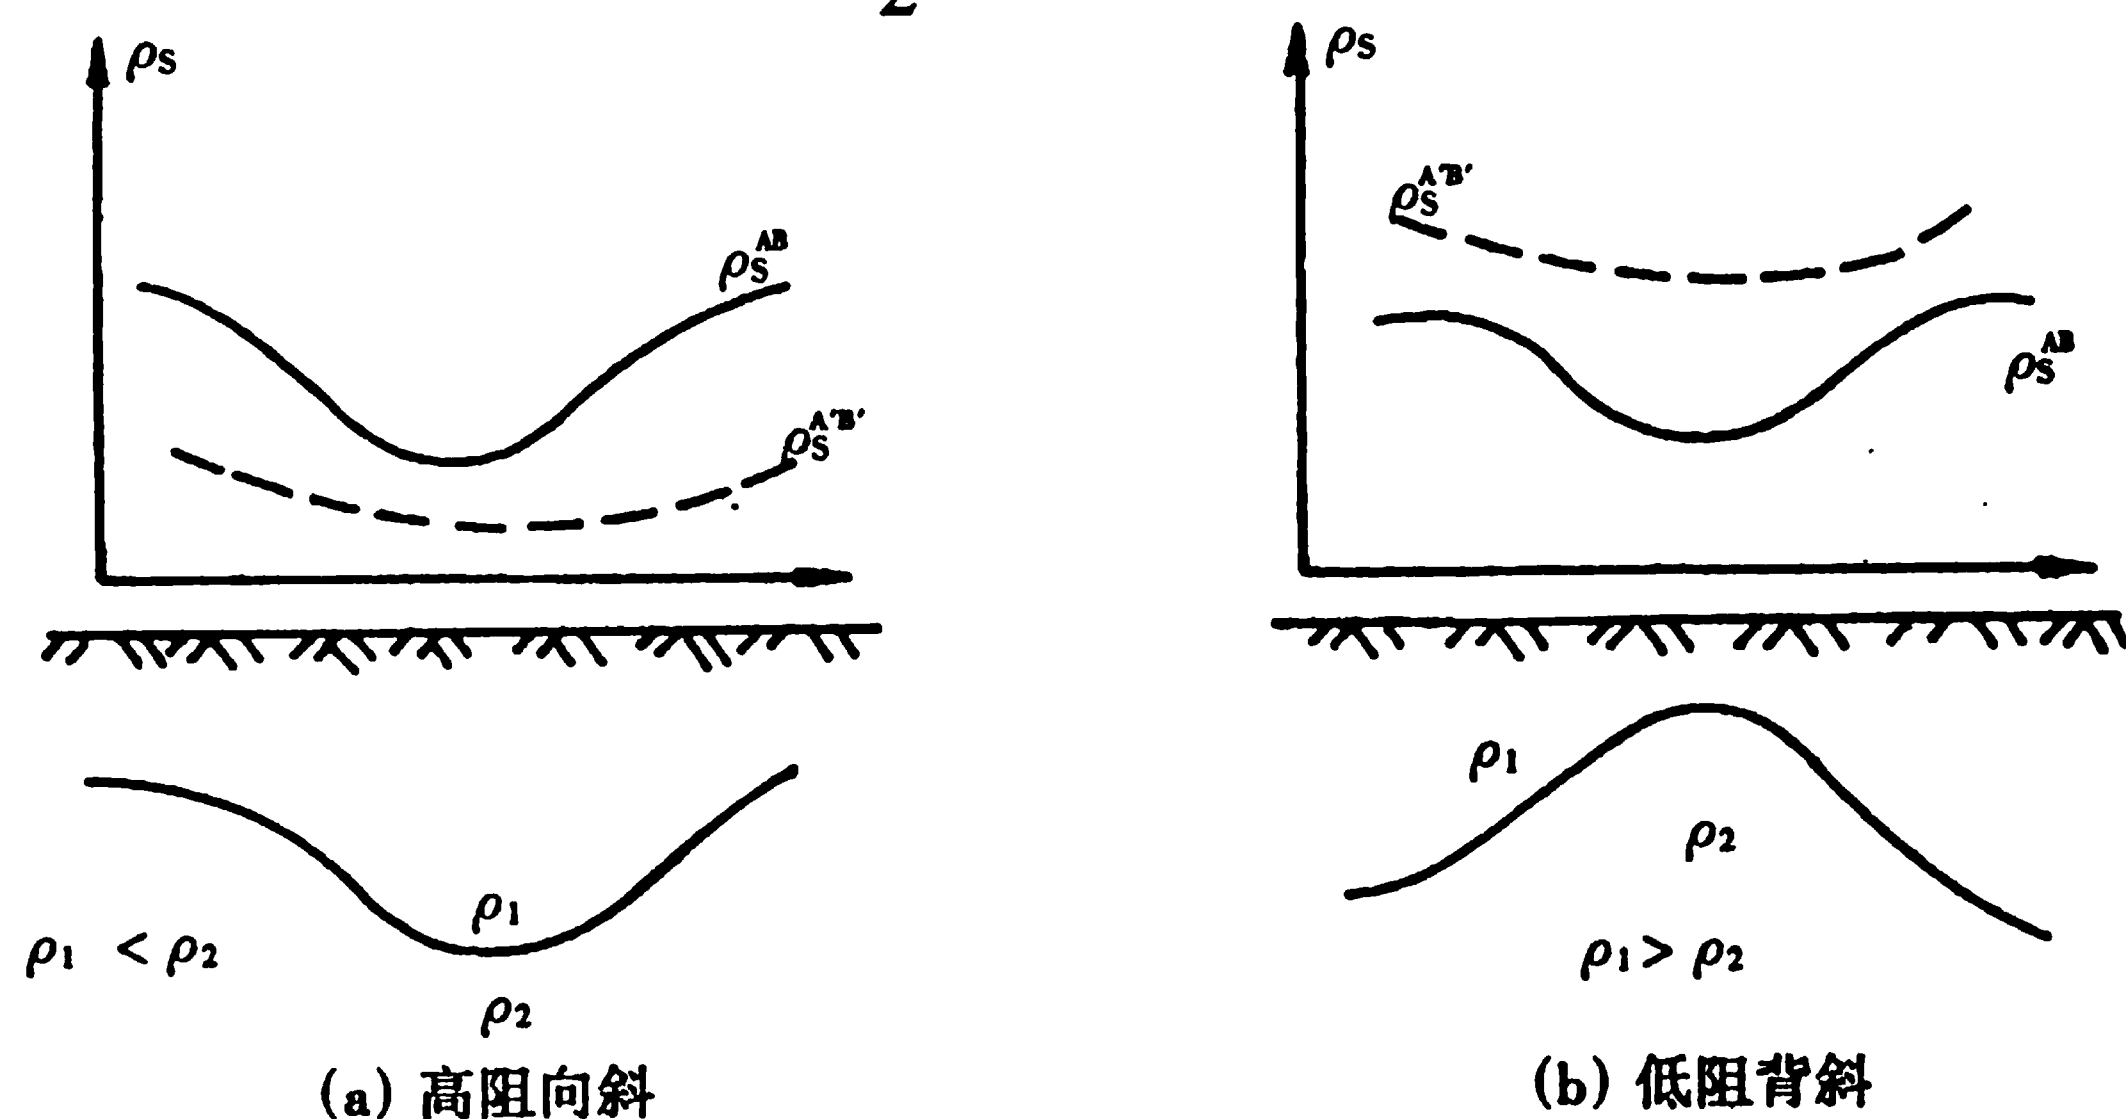 ρS
ρS^AB
ρS^A'B'
ρ1
ρ1 < ρ2
ρ2
(a) 高阻向斜
ρS
ρS^A'B'
ρS^AB
ρ1
ρ2
ρ1> ρ2
(b) 低阻背斜